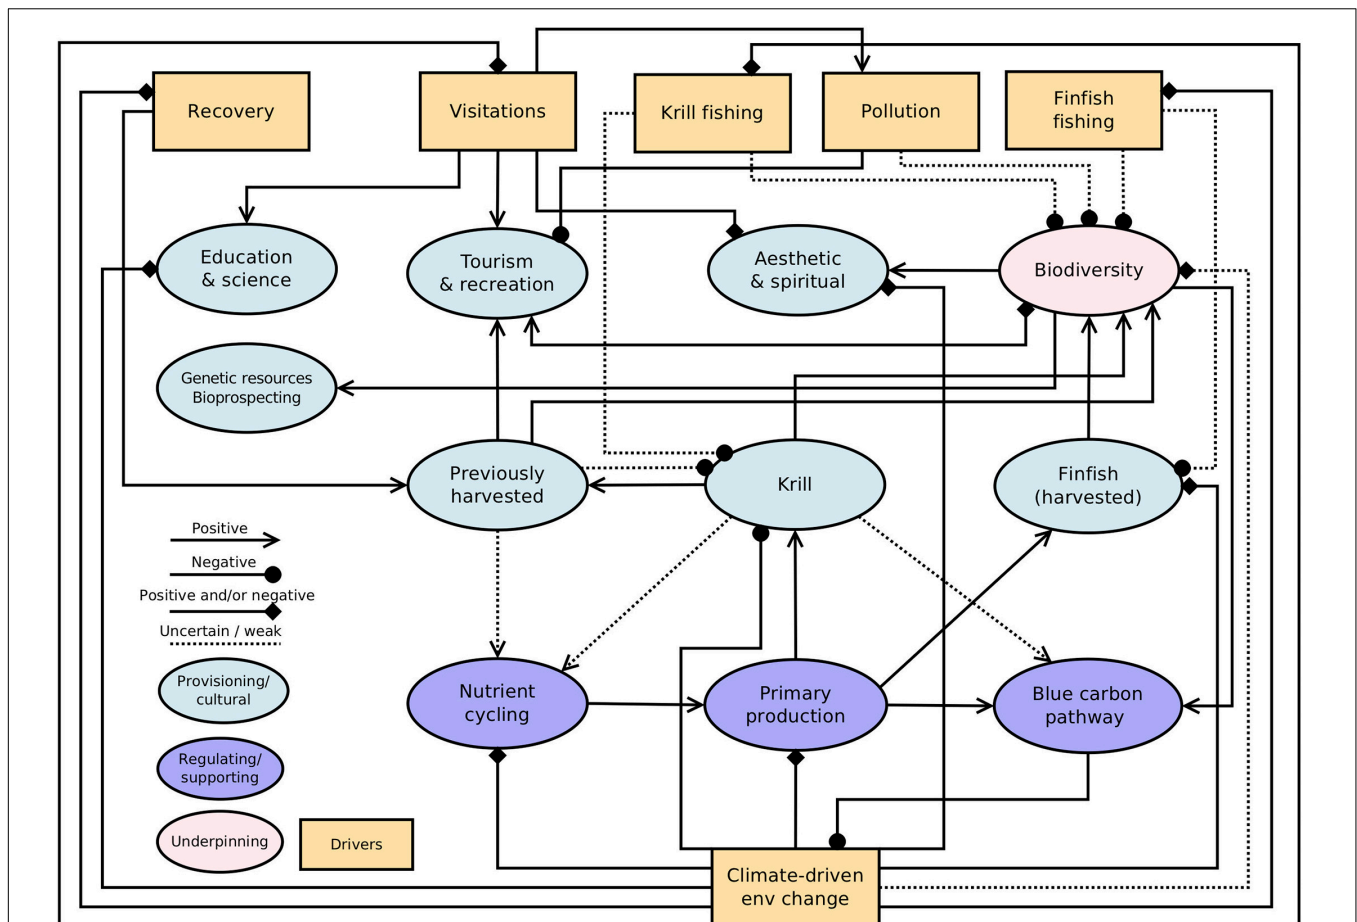 Recovery
Visitations
Krill fishing
Pollution
Finfish
fishing
Education
& science
Tourism
& recreation
Aesthetic
& spiritual
Biodiversity
Genetic resources
Bioprospecting
Previously
harvested
Krill
Finfish
(harvested)
Positive
Negative
Positive and/or negative
Uncertain / weak
Provisioning/
cultural
Nutrient
cycling
Primary
production
Blue carbon
pathway
Regulating/
supporting
Underpinning
Drivers
Climate-driven
env change